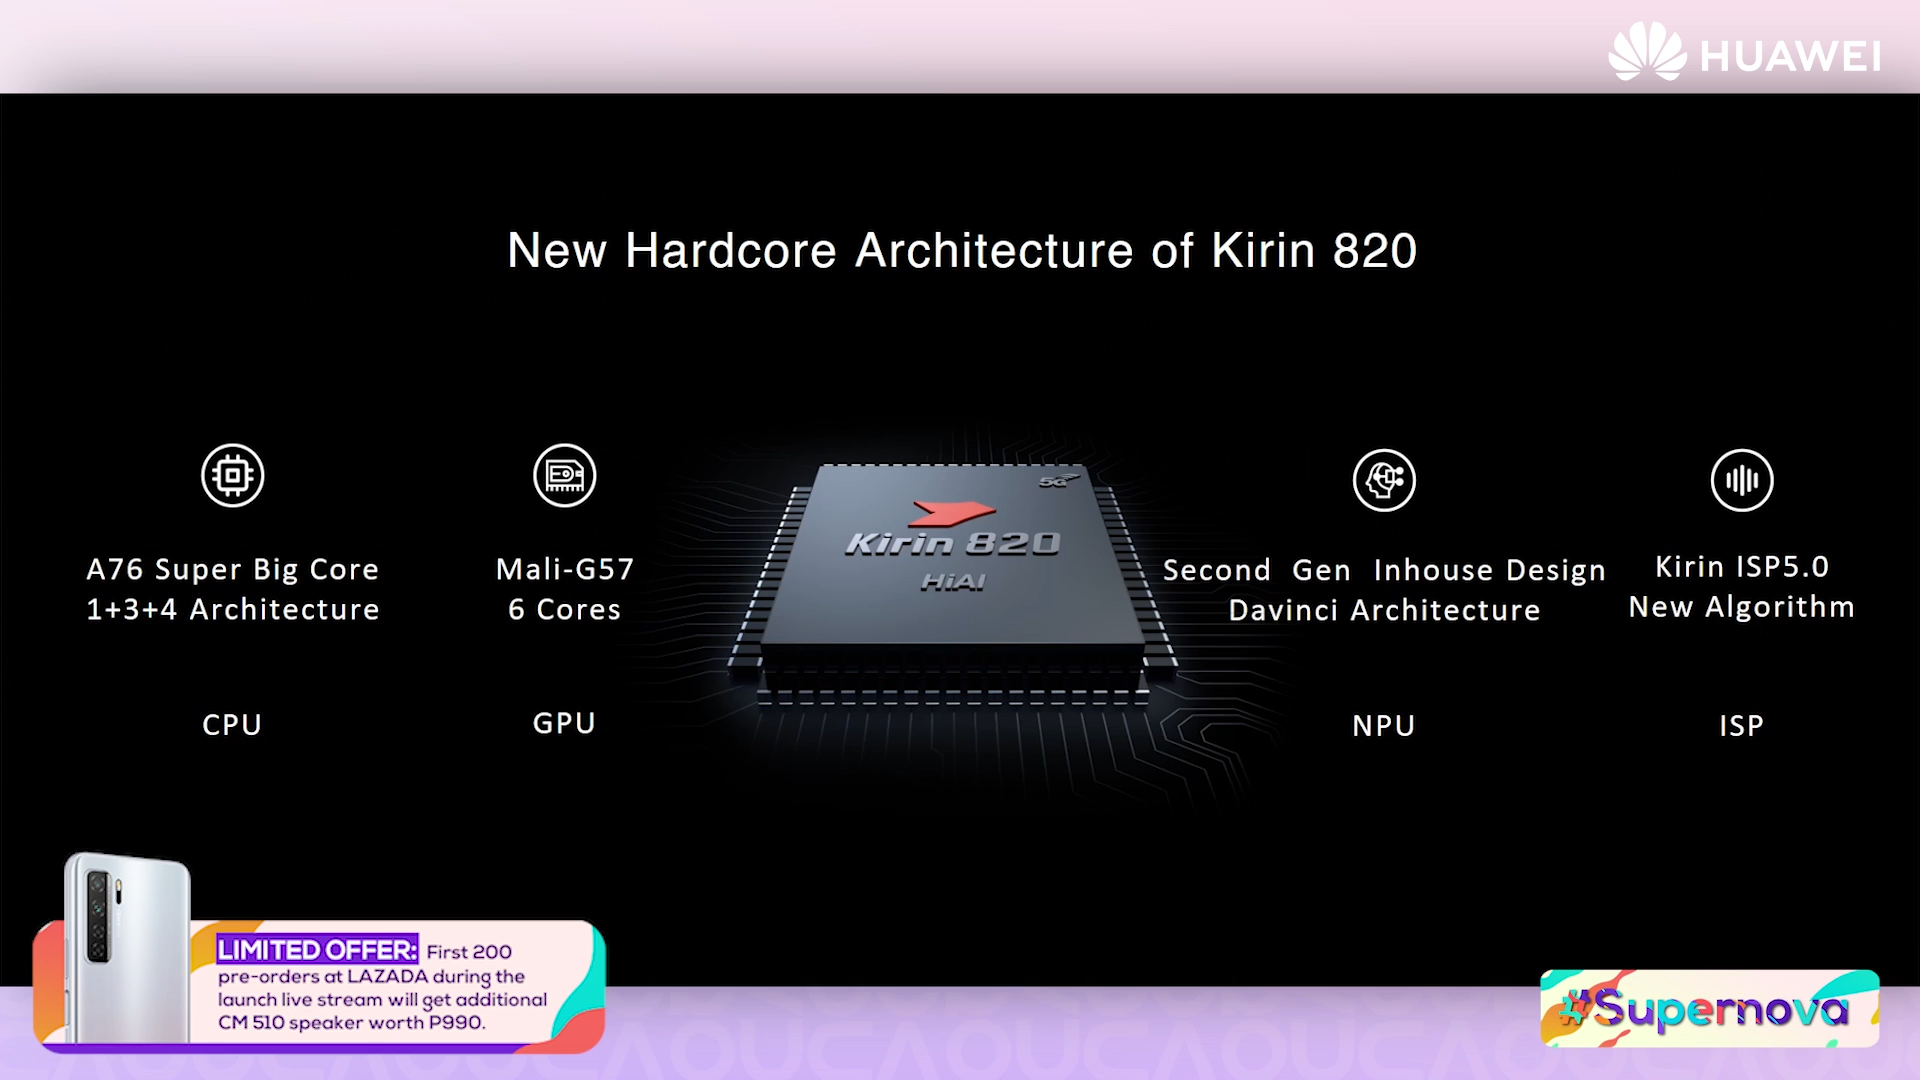 HUAWEI
New Hardcore Architecture of Kirin 820
A76 Super Big Core
1+3+4 Architecture
CPU
Mali-G57
6 Cores
GPU
5G
Kirin 820
HiAI
Second Gen Inhouse Design
Davinci Architecture
NPU
Kirin ISP5.0
New Algorithm
ISP
LIMITED OFFER: First 200
pre-orders at LAZADA during the
launch live stream will get additional
CM 510 speaker worth P990.
#Supernova